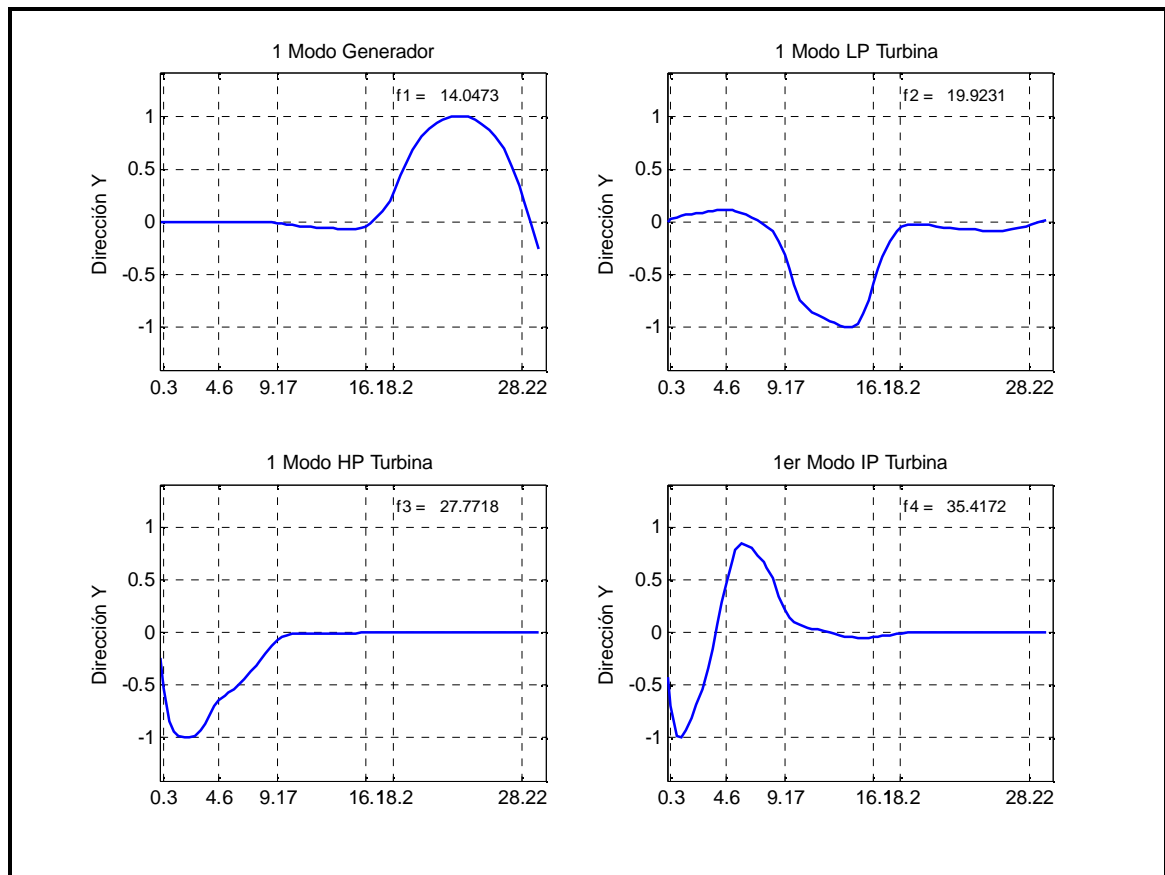 1 Modo Generador
f1 = 14.0473
Dirección Y
1
0.5
0
-0.5
-1
0.3 4.6 9.17 16.1 18.2 28.22
1 Modo LP Turbina
f2 = 19.9231
Dirección Y
1
0.5
0
-0.5
-1
0.3 4.6 9.17 16.1 18.2 28.22
1 Modo HP Turbina
f3 = 27.7718
Dirección Y
1
0.5
0
-0.5
-1
0.3 4.6 9.17 16.1 18.2 28.22
1er Modo IP Turbina
f4 = 35.4172
Dirección Y
1
0.5
0
-0.5
-1
0.3 4.6 9.17 16.1 18.2 28.22